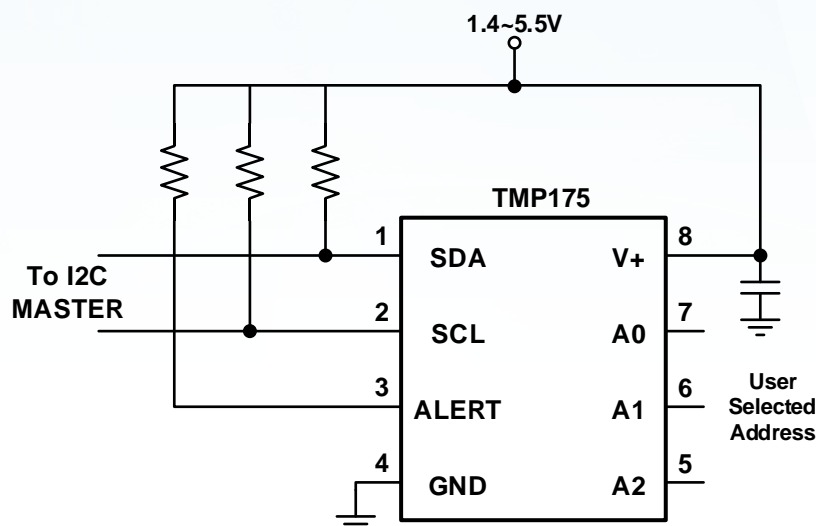 1.4~5.5V
TMP175
1
SDA
V+
8
To I2C
MASTER
2
SCL
A0
7
3
ALERT
A1
6
User
Selected
Address
4
GND
A2
5